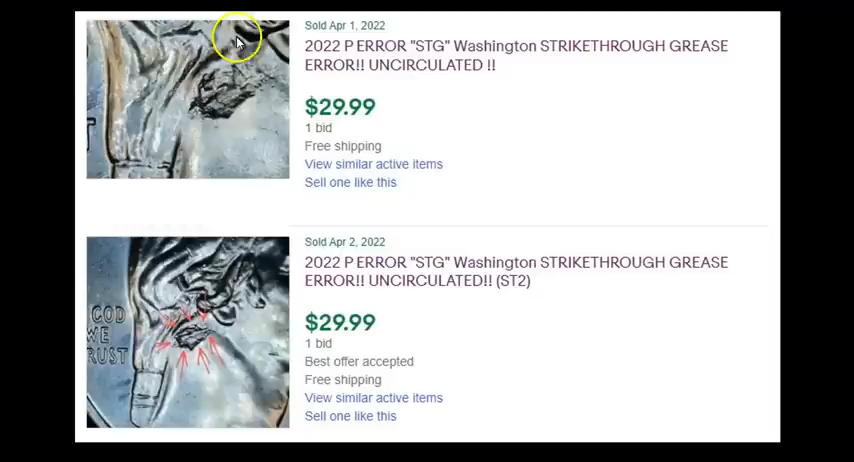 Sold Apr 1, 2022
2022 P ERROR "STG" Washington STRIKETHROUGH GREASE
ERROR!! UNCIRCULATED !!
$29.99
1 bid
Free shipping
View similar active items
Sell one like this
T
Sold Apr 2, 2022
2022 P ERROR "STG" Washington STRIKETHROUGH GREASE
ERROR!! UNCIRCULATED!! (ST2)
$29.99
1 bid
Best offer accepted
Free shipping
View similar active items
Sell one like this
GOD
WE
RUST